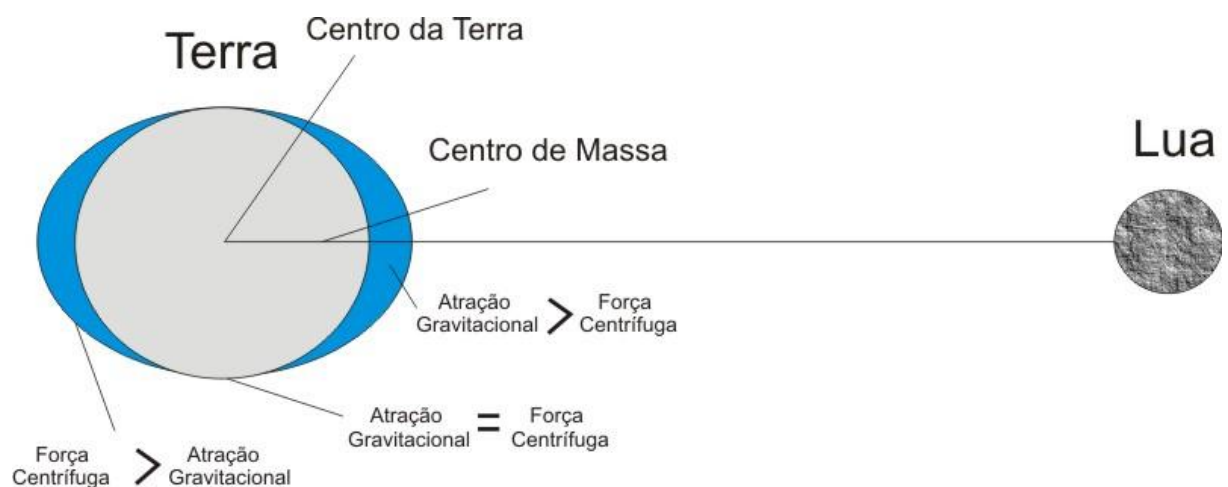 Centro da Terra
Terra
Centro de Massa
Lua
Atração Gravitacional > Força Centrífuga
Atração Gravitacional = Força Centrífuga
Força Centrífuga > Atração Gravitacional